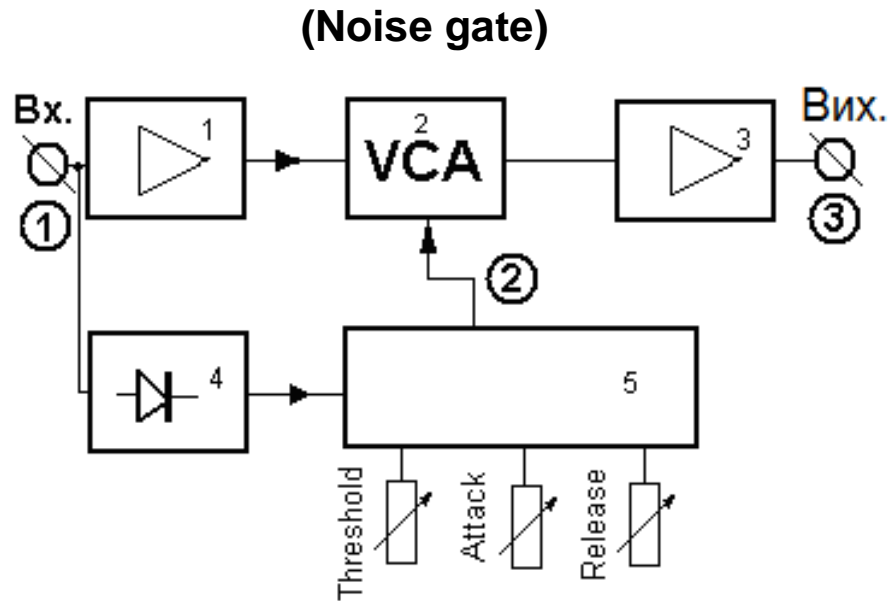 (Noise gate)
Вх.
1
2
VCA
3
Вих.
1
2
3
4
5
Threshold
Attack
Release